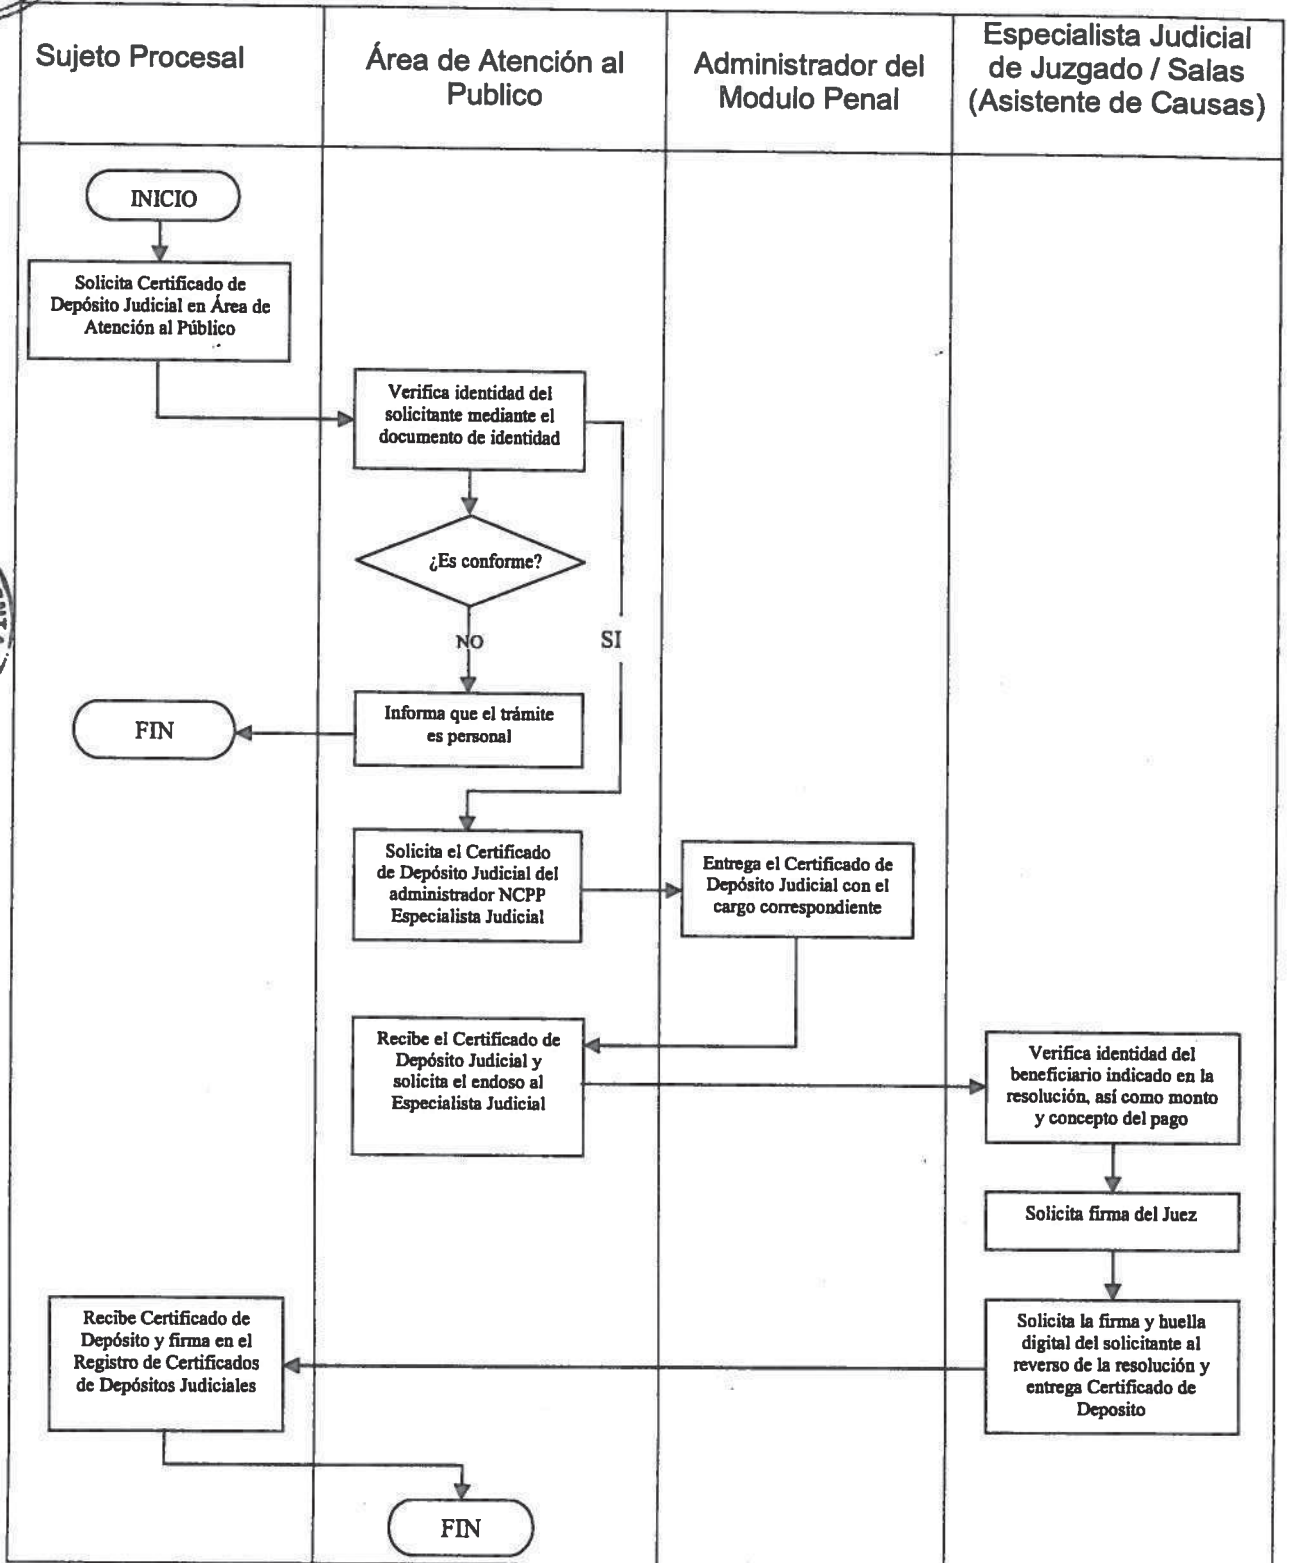 Sujeto Procesal
Área de Atención al
Publico
Administrador del
Modulo Penal
Especialista Judicial
de Juzgado / Salas
(Asistente de Causas)
INICIO
Solicita Certificado de
Depósito Judicial en Área de
Atención al Público
Verifica identidad del
solicitante mediante el
documento de identidad
¿Es conforme?
NO
SI
Informa que el trámite
es personal
FIN
Solicita el Certificado
de Depósito Judicial del
administrador NCPP
Especialista Judicial
Entrega el Certificado de
Depósito Judicial con el
cargo correspondiente
Recibe el Certificado de
Depósito Judicial y
solicita el endoso al
Especialista Judicial
Verifica identidad del
beneficiario indicado en la
resolución, así como monto
y concepto del pago
Solicita firma del Juez
Solicita la firma y huella
digital del solicitante al
reverso de la resolución y
entrega Certificado de
Deposito
Recibe Certificado de
Depósito y firma en el
Registro de Certificados
de Depósitos Judiciales
FIN